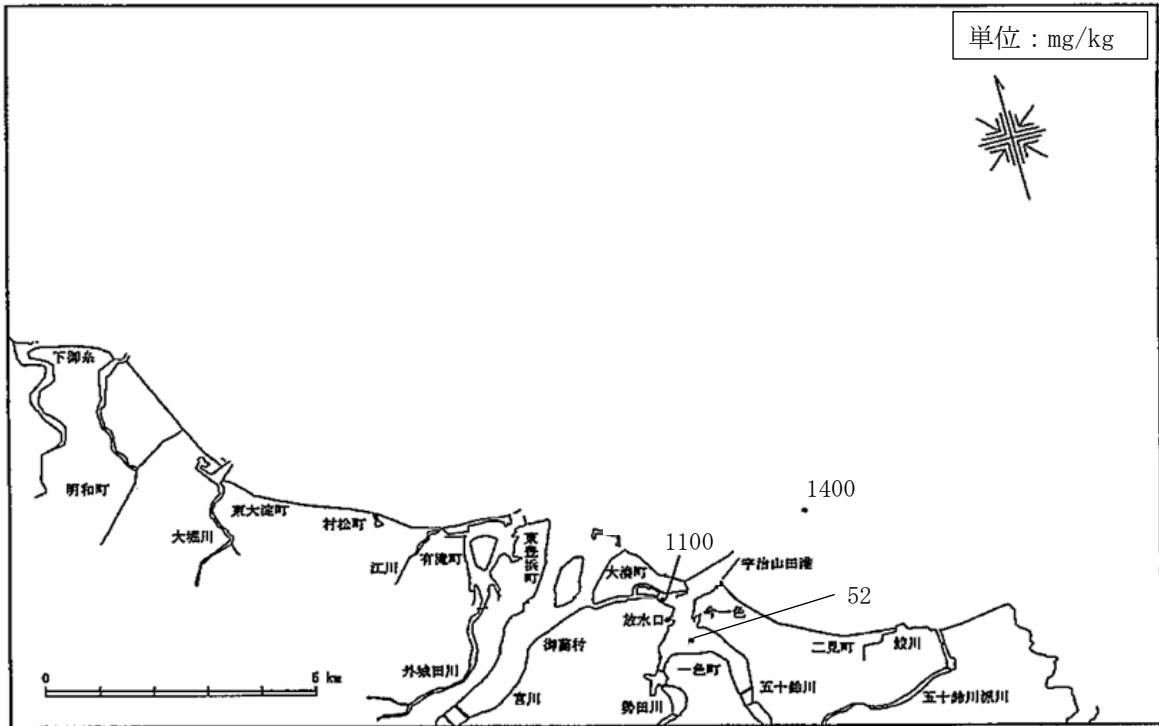 単位：mg/kg
下御糸
明和町
大堀川
東大淀町
村松町
江川
有滝町
東豊浜町
外城田川
宮川
御薗村
大湊町
1100
1400
宇治山田港
放水口
今一色
52
一色町
勢田川
五十鈴川
二見町
鮫川
五十鈴川派川
0
5 km